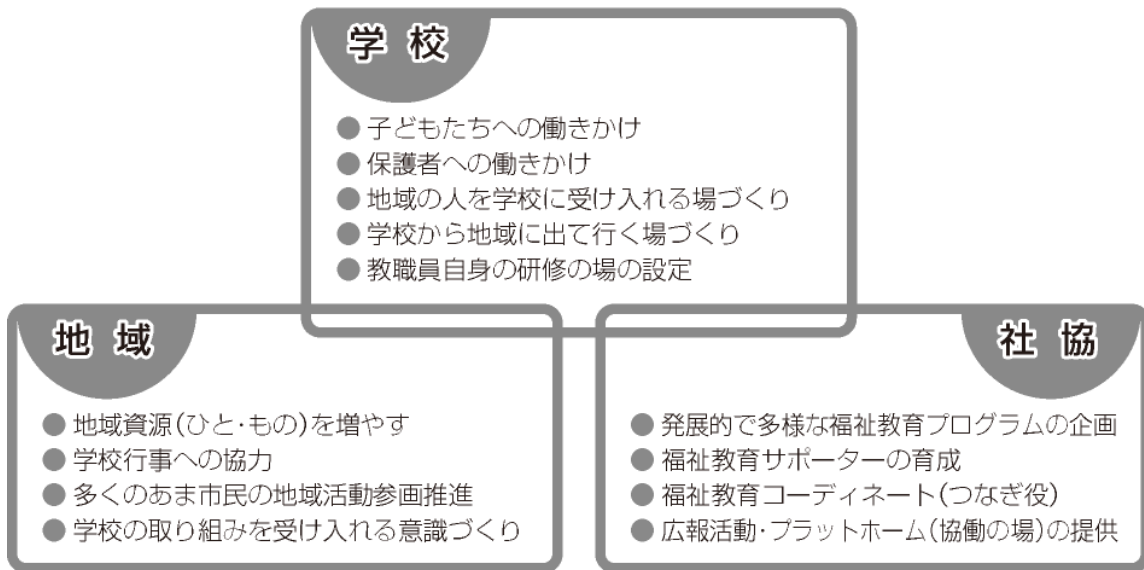 学校
● 子どもたちへの働きかけ
● 保護者への働きかけ
● 地域の人を学校に受け入れる場づくり
● 学校から地域に出て行く場づくり
● 教職員自身の研修の場の設定
地域
● 地域資源(ひと・もの)を増やす
● 学校行事への協力
● 多くのあま市民の地域活動参画推進
● 学校の取り組みを受け入れる意識づくり
社協
● 発展的で多様な福祉教育プログラムの企画
● 福祉教育サポーターの育成
● 福祉教育コーディネート(つなぎ役)
● 広報活動・プラットホーム(協働の場)の提供